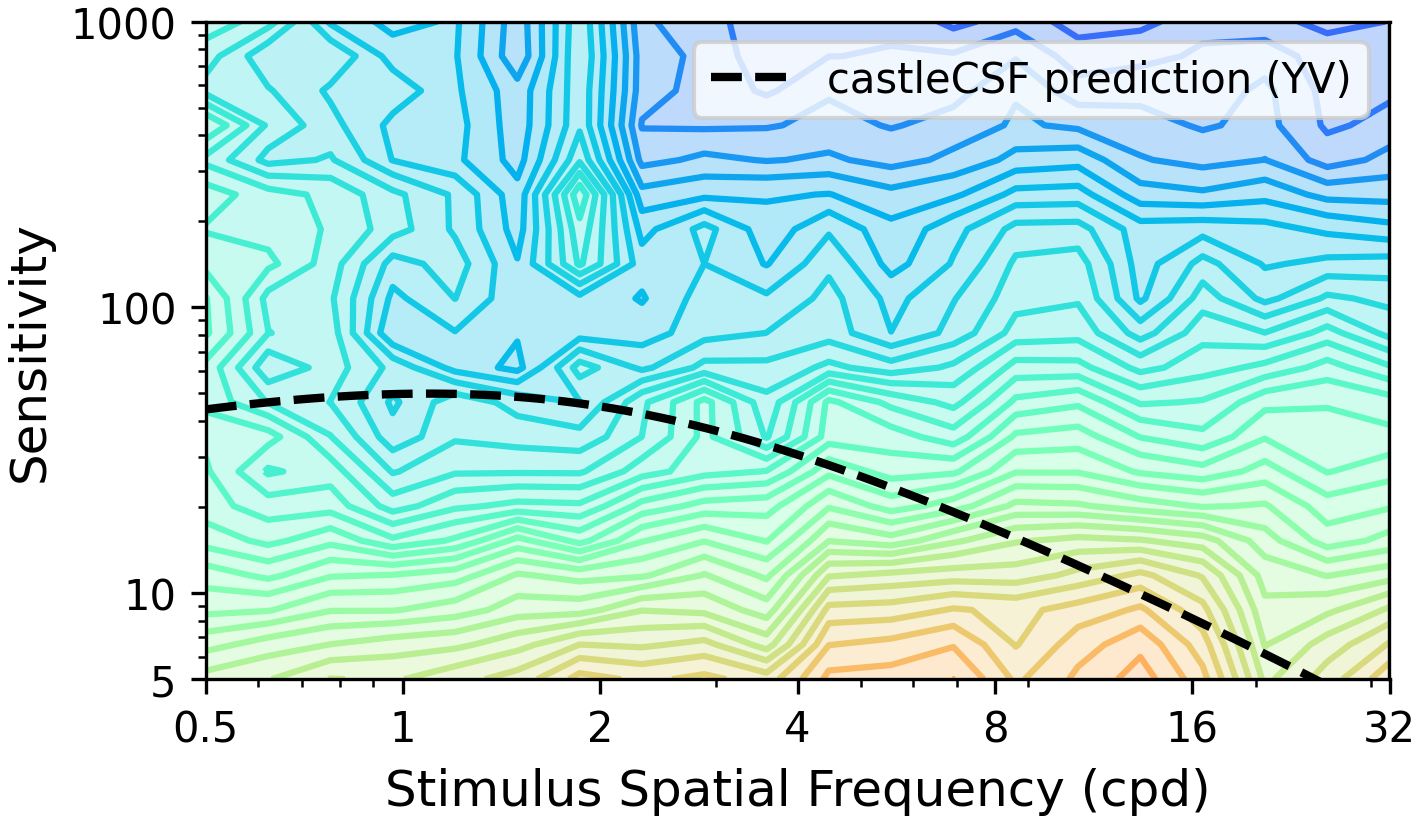 1000
100
10
5
Sensitivity
castleCSF prediction (YV)
0.5 1 2 4 8 16 32
Stimulus Spatial Frequency (cpd)